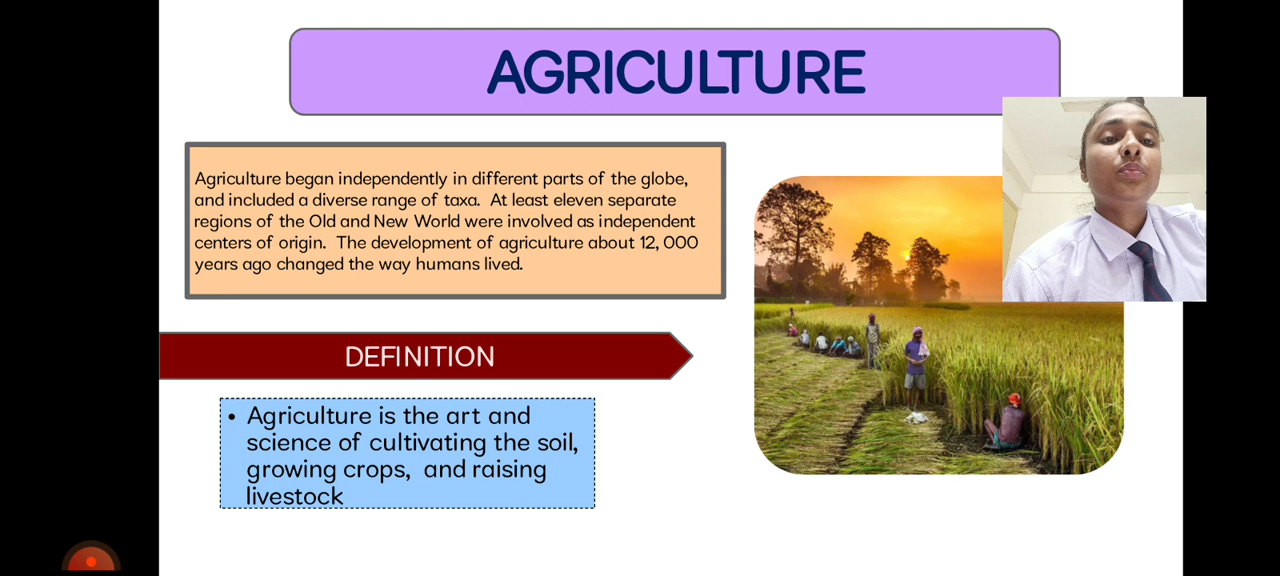 AGRICULTURE
Agriculture began independently in different parts of the globe,
and included a diverse range of taxa. At least eleven separate
regions of the Old and New World were involved as independent
centers of origin. The development of agriculture about 12, 000
years ago changed the way humans lived.
DEFINITION
• Agriculture is the art and
science of cultivating the soil,
growing crops, and raising
livestock